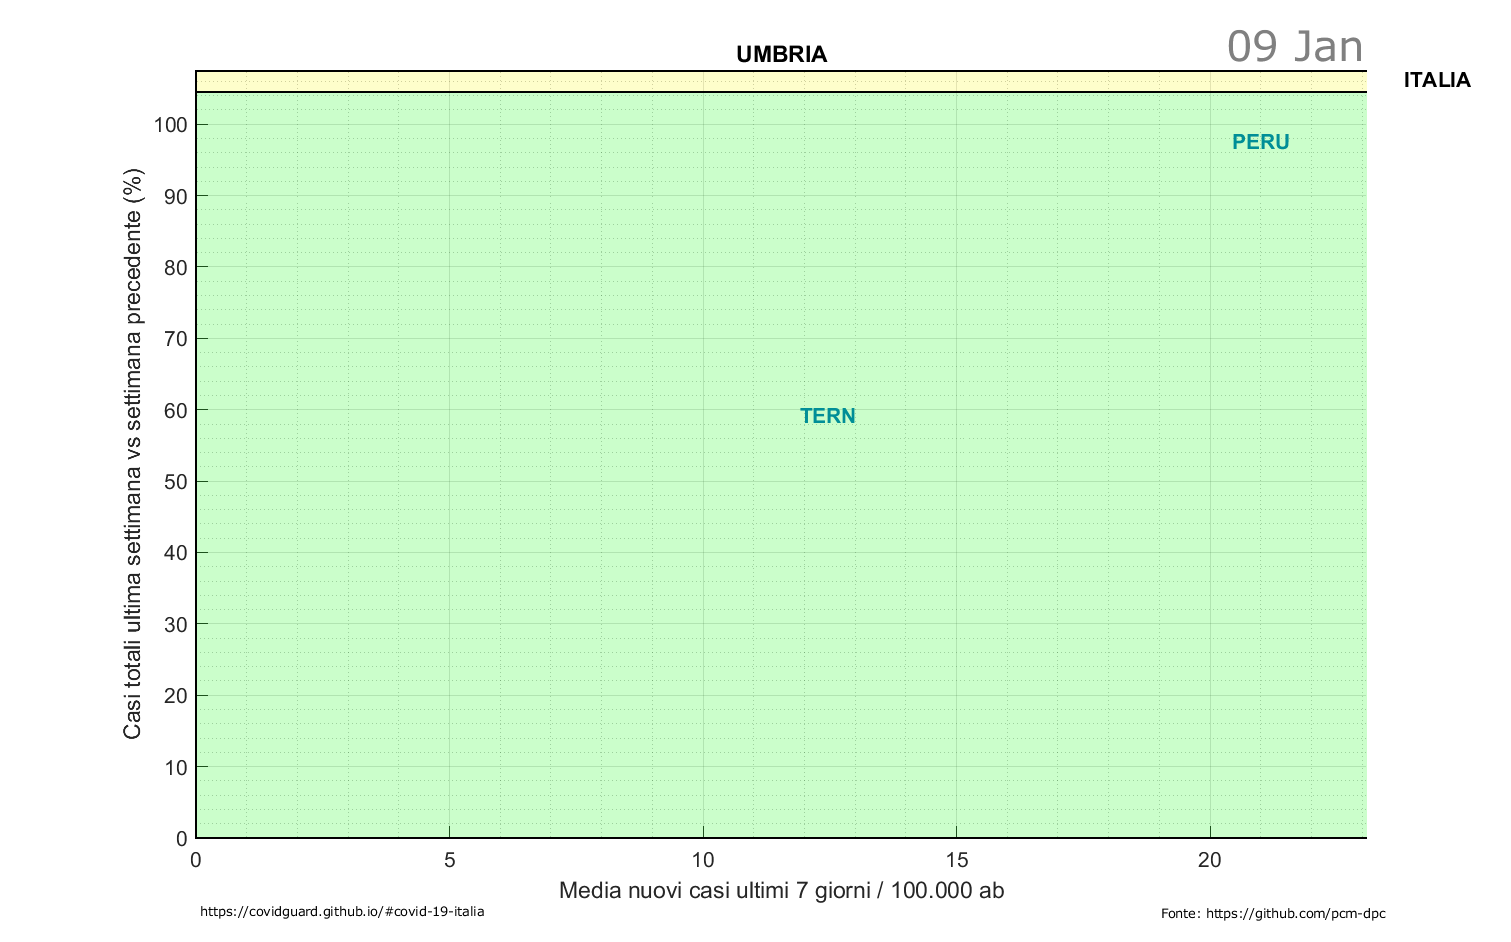 UMBRIA
09 Jan
ITALIA
100
90
80
70
60
50
40
30
20
10
0
PERU
TERN
Casi totali ultima settimana vs settimana precedente (%)
0 5 10 15 20
Media nuovi casi ultimi 7 giorni / 100.000 ab
https://covidguard.github.io/#covid-19-italia
Fonte: https://github.com/pcm-dpc